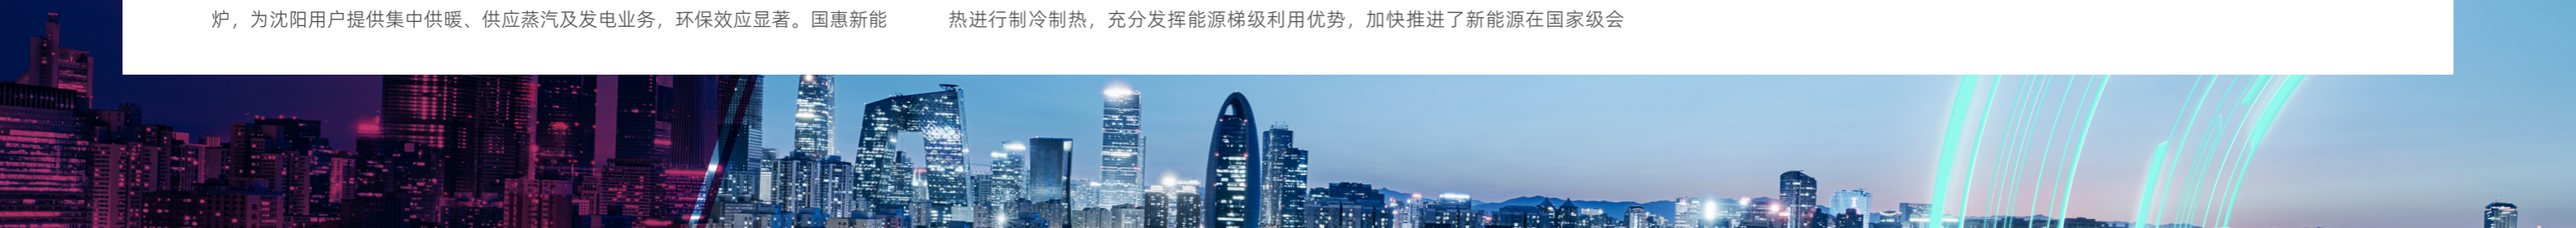 炉，为沈阳用户提供集中供暖、供应蒸汽及发电业务，环保效应显著。国惠新能
热进行制冷制热，充分发挥能源梯级利用优势，加快推进了新能源在国家级会